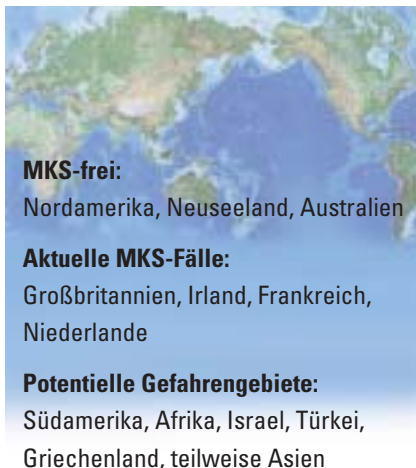 MKS-frei:
Nordamerika, Neuseeland, Australien
Aktuelle MKS-Fälle:
Großbritannien, Irland, Frankreich,
Niederlande
Potentielle Gefahrengebiete:
Südamerika, Afrika, Israel, Türkei,
Griechenland, teilweise Asien